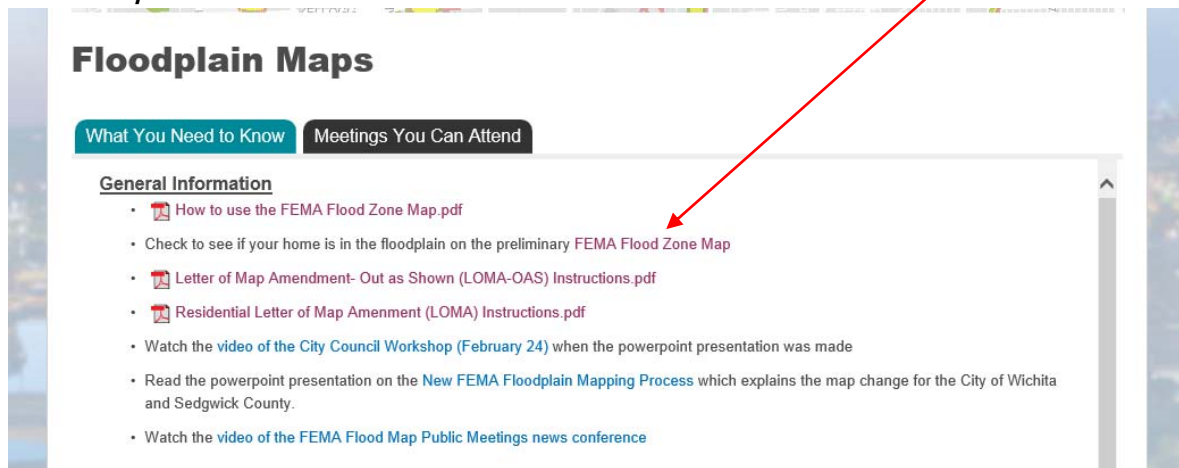 Floodplain Maps
What You Need to Know
Meetings You Can Attend
General Information
• How to use the FEMA Flood Zone Map.pdf
• Check to see if your home is in the floodplain on the preliminary FEMA Flood Zone Map
• Letter of Map Amendment- Out as Shown (LOMA-OAS) Instructions.pdf
• Residential Letter of Map Amenment (LOMA) Instructions.pdf
• Watch the video of the City Council Workshop (February 24) when the powerpoint presentation was made
• Read the powerpoint presentation on the New FEMA Floodplain Mapping Process which explains the map change for the City of Wichita
and Sedgwick County.
• Watch the video of the FEMA Flood Map Public Meetings news conference